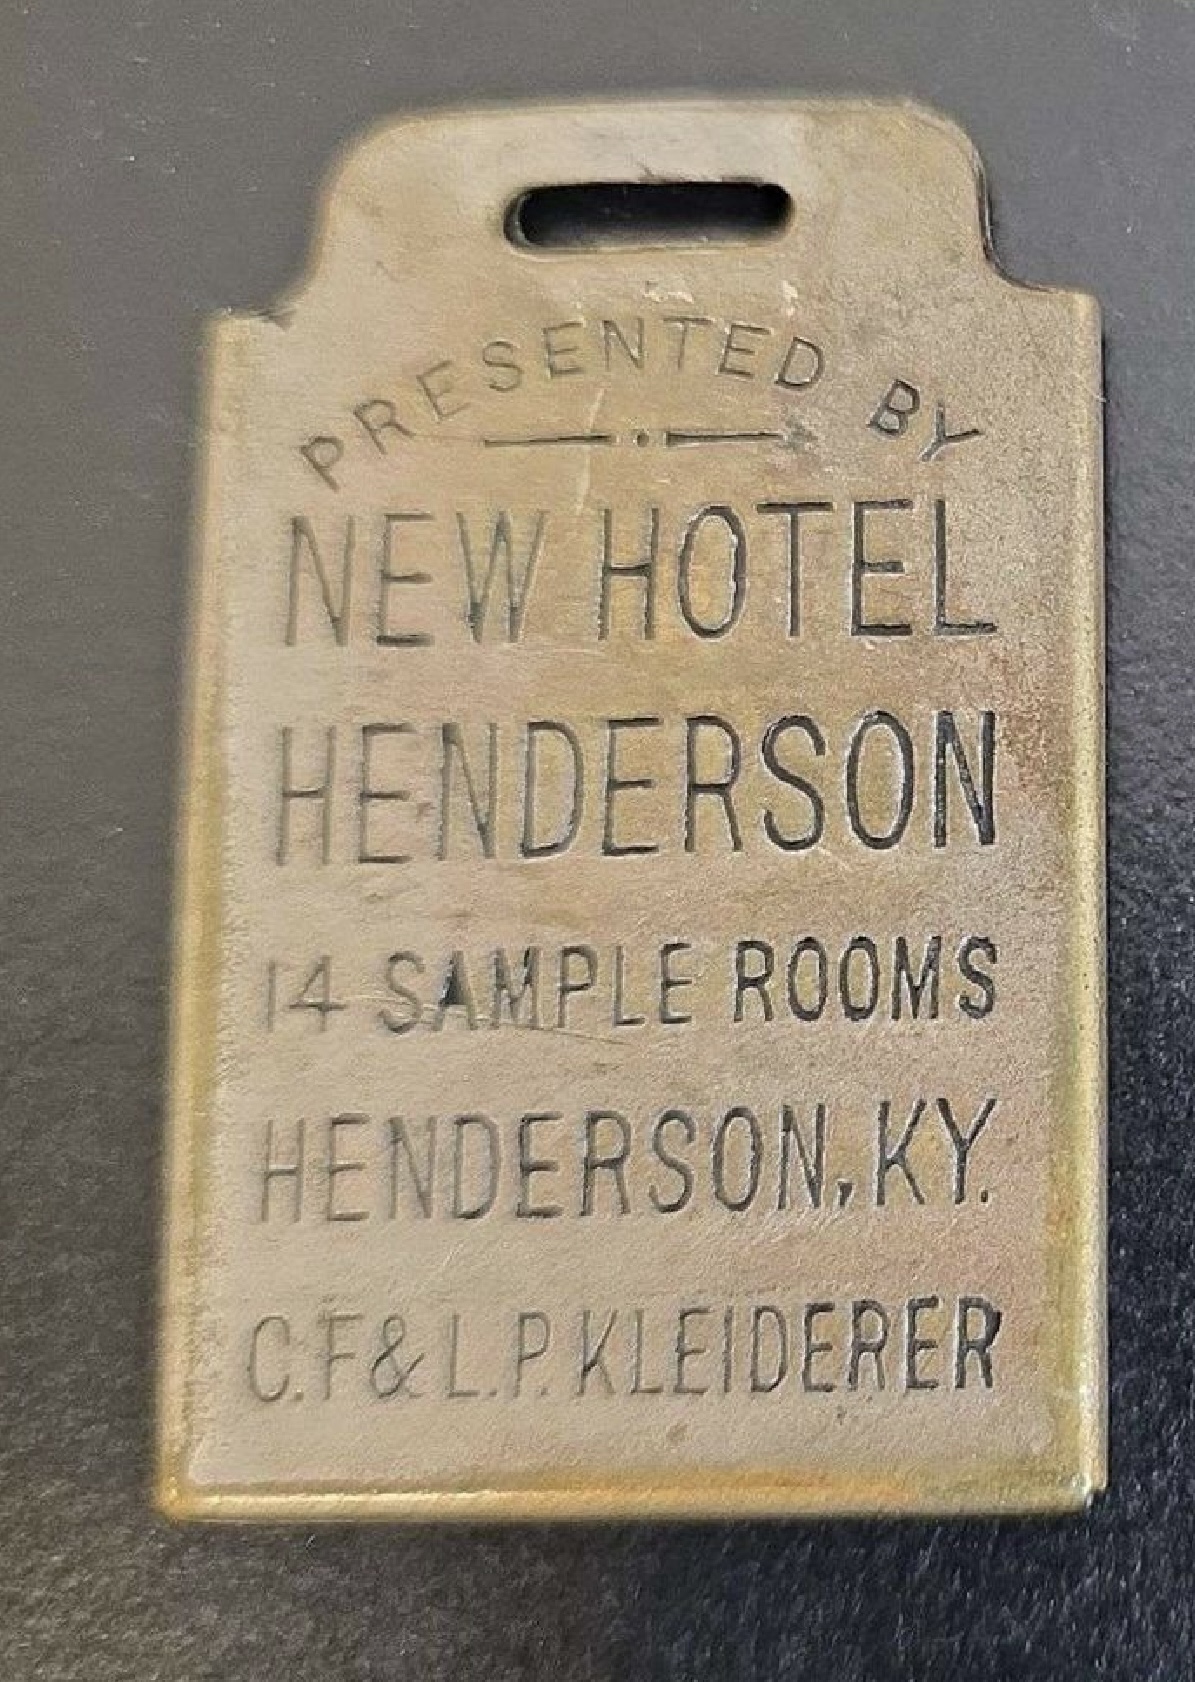 PRESENTED BY
NEW HOTEL
HENDERSON
14 SAMPLE ROOMS
HENDERSON, KY.
C.F & L.P. KLEIDERER